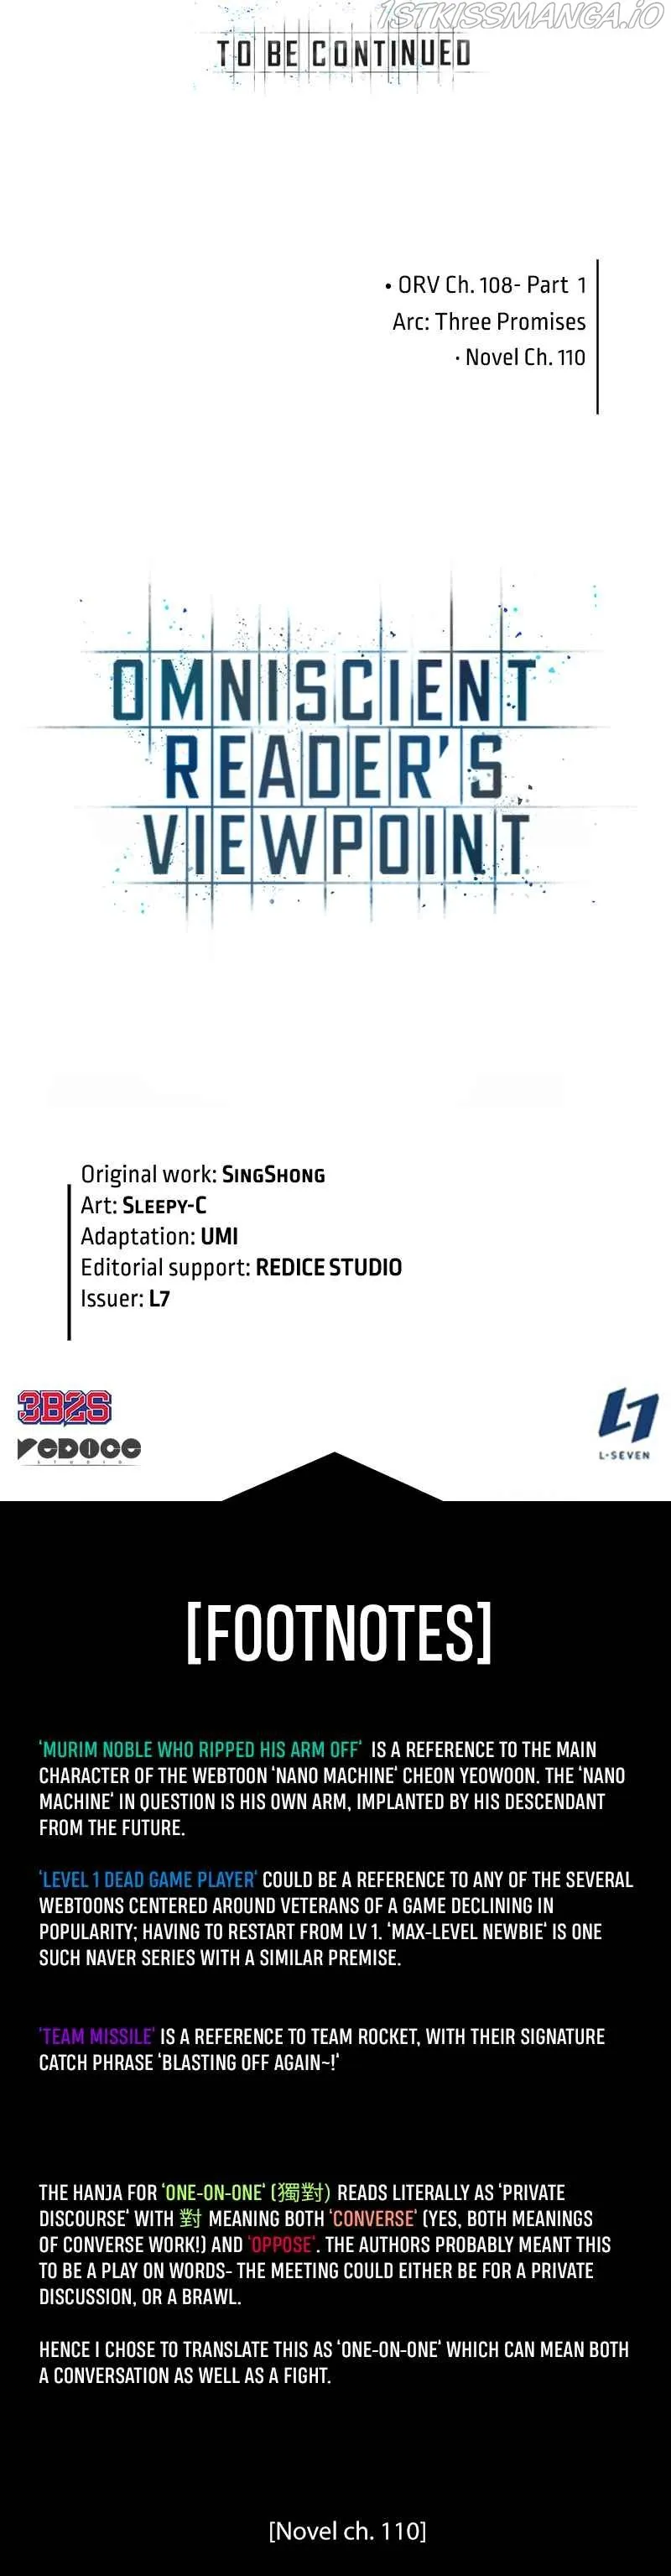 1STKISSMANGA.IO
TO BE CONTINUED
• ORV Ch. 108- Part 1
Arc: Three Promises
• Novel Ch. 110
OMNISCIENT
READER'S
VIEWPOINT
Original work: SINGSHONG
Art: SLEEPY-C
Adaptation: UMI
Editorial support: REDICE STUDIO
Issuer: L7
3B2S
REDICE
STUDIO
L7
L-SEVEN
[FOOTNOTES]
'MURIM NOBLE WHO RIPPED HIS ARM OFF' IS A REFERENCE TO THE MAIN
CHARACTER OF THE WEBTOON 'NANO MACHINE' CHEON YEOWOON. THE 'NANO
MACHINE' IN QUESTION IS HIS OWN ARM, IMPLANTED BY HIS DESCENDANT
FROM THE FUTURE.
'LEVEL 1 DEAD GAME PLAYER' COULD BE A REFERENCE TO ANY OF THE SEVERAL
WEBTOONS CENTERED AROUND VETERANS OF A GAME DECLINING IN
POPULARITY; HAVING TO RESTART FROM LV 1. 'MAX-LEVEL NEWBIE' IS ONE
SUCH NAVER SERIES WITH A SIMILAR PREMISE.
'TEAM MISSILE' IS A REFERENCE TO TEAM ROCKET, WITH THEIR SIGNATURE
CATCH PHRASE 'BLASTING OFF AGAIN~!'
THE HANJA FOR 'ONE-ON-ONE' (獨對) READS LITERALLY AS 'PRIVATE
DISCOURSE' WITH 對 MEANING BOTH 'CONVERSE' (YES, BOTH MEANINGS
OF CONVERSE WORK!) AND 'OPPOSE'. THE AUTHORS PROBABLY MEANT THIS
TO BE A PLAY ON WORDS- THE MEETING COULD EITHER BE FOR A PRIVATE
DISCUSSION, OR A BRAWL.
HENCE I CHOSE TO TRANSLATE THIS AS 'ONE-ON-ONE' WHICH CAN MEAN BOTH
A CONVERSATION AS WELL AS A FIGHT.
[Novel ch. 110]